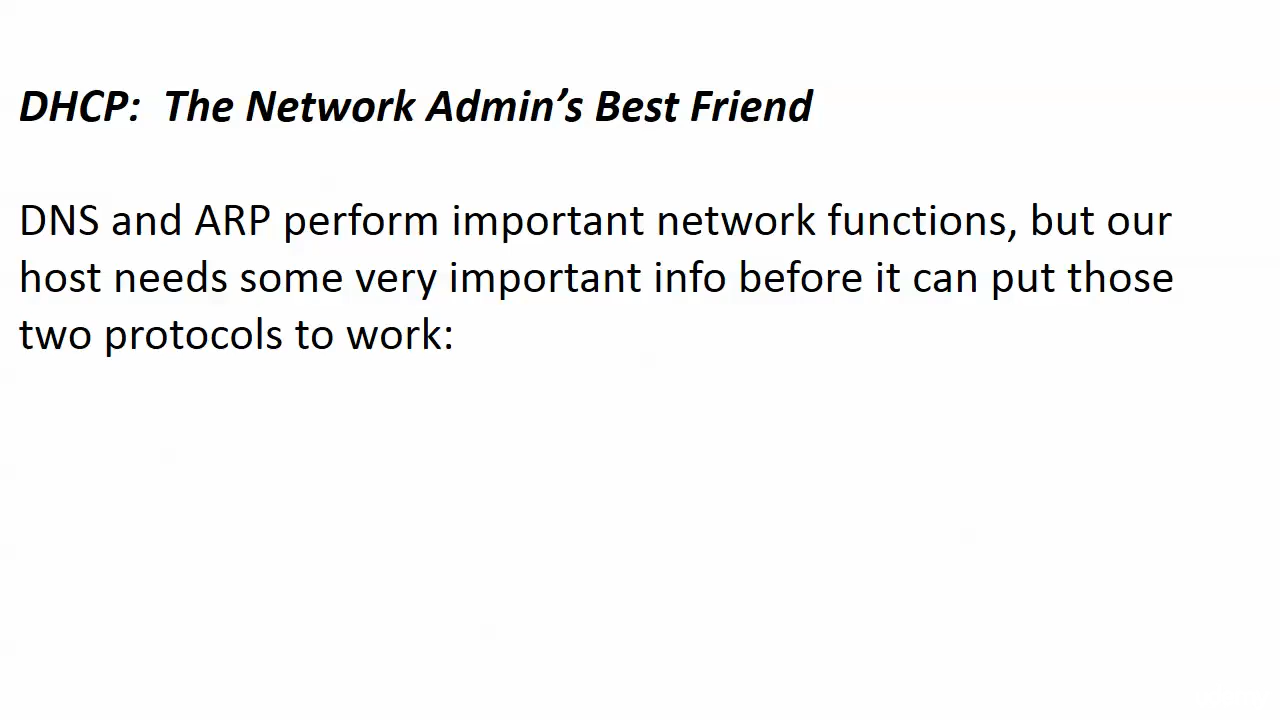 DHCP:  The Network Admin’s Best Friend
DNS and ARP perform important network functions, but our
host needs some very important info before it can put those
two protocols to work: